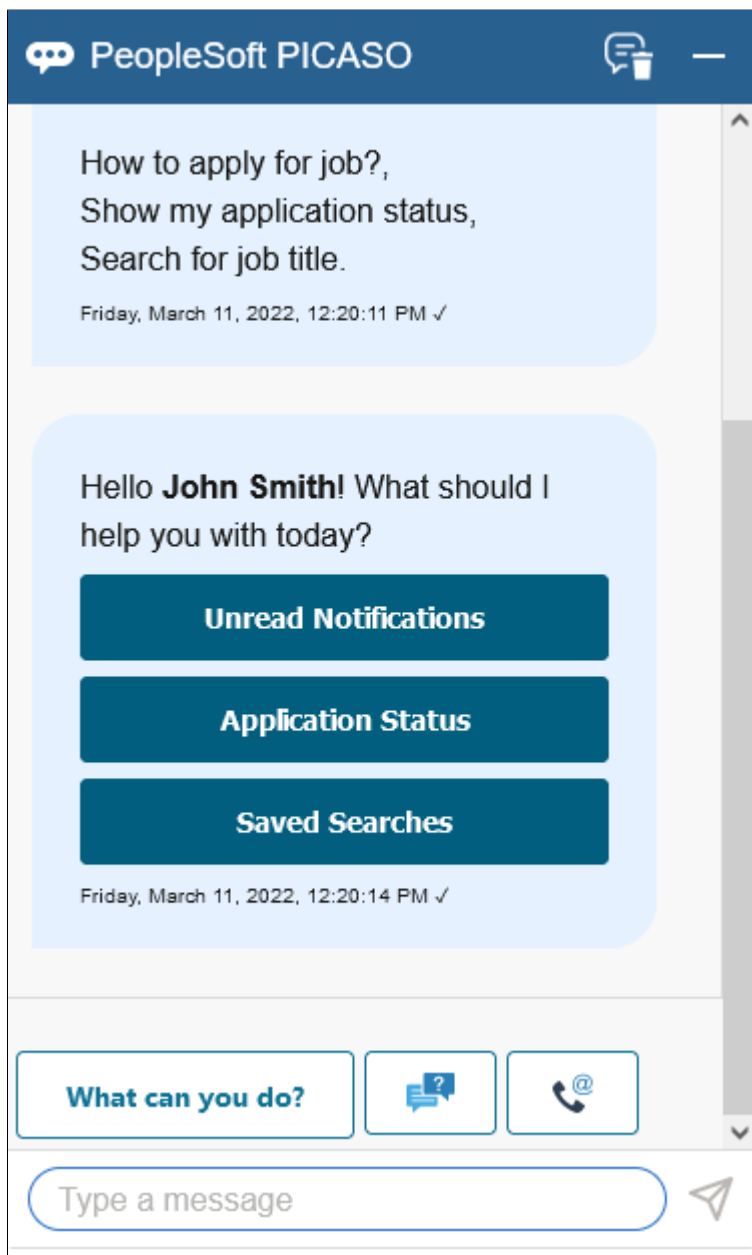 PeopleSoft PICASO
How to apply for job?,
Show my application status,
Search for job title.
Friday, March 11, 2022, 12:20:11 PM ✓
Hello John Smith! What should I
help you with today?
Unread Notifications
Application Status
Saved Searches
Friday, March 11, 2022, 12:20:14 PM ✓
What can you do?
?
@
Type a message